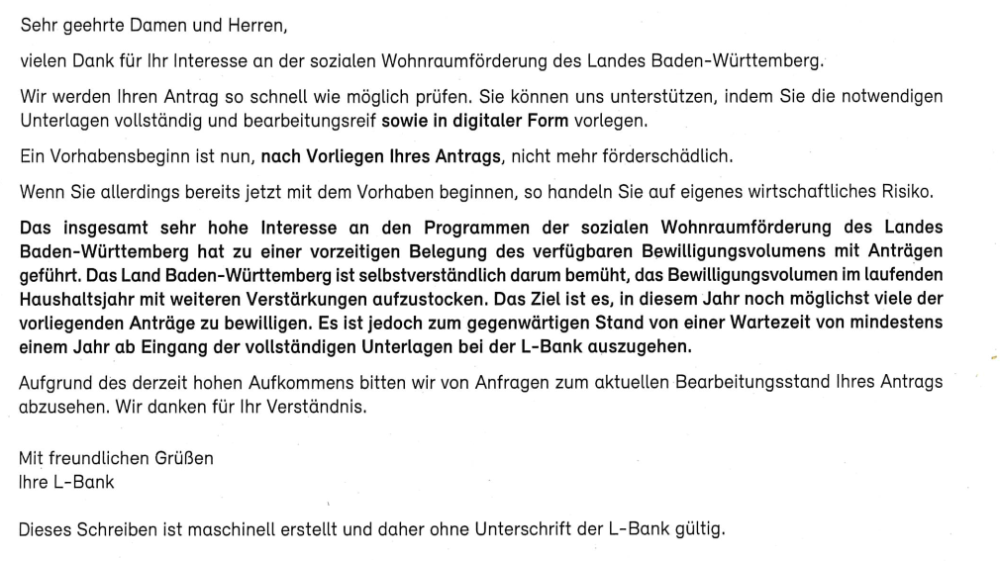 Sehr geehrte Damen und Herren,
vielen Dank für Ihr Interesse an der sozialen Wohnraumförderung des Landes Baden-Württemberg.
Wir werden Ihren Antrag so schnell wie möglich prüfen. Sie können uns unterstützen, indem Sie die notwendigen
Unterlagen vollständig und bearbeitungsreif sowie in digitaler Form vorlegen.
Ein Vorhabensbeginn ist nun, nach Vorliegen Ihres Antrags, nicht mehr förderschädlich.
Wenn Sie allerdings bereits jetzt mit dem Vorhaben beginnen, so handeln Sie auf eigenes wirtschaftliches Risiko.
Das insgesamt sehr hohe Interesse an den Programmen der sozialen Wohnraumförderung des Landes
Baden-Württemberg hat zu einer vorzeitigen Belegung des verfügbaren Bewilligungsvolumens mit Anträgen
geführt. Das Land Baden-Württemberg ist selbstverständlich darum bemüht, das Bewilligungsvolumen im laufenden
Haushaltsjahr mit weiteren Verstärkungen aufzustocken. Das Ziel ist es, in diesem Jahr noch möglichst viele der
vorliegenden Anträge zu bewilligen. Es ist jedoch zum gegenwärtigen Stand von einer Wartezeit von mindestens
einem Jahr ab Eingang der vollständigen Unterlagen bei der L-Bank auszugehen.
Aufgrund des derzeit hohen Aufkommens bitten wir von Anfragen zum aktuellen Bearbeitungsstand Ihres Antrags
abzusehen. Wir danken für Ihr Verständnis.
Mit freundlichen Grüßen
Ihre L-Bank
Dieses Schreiben ist maschinell erstellt und daher ohne Unterschrift der L-Bank gültig.